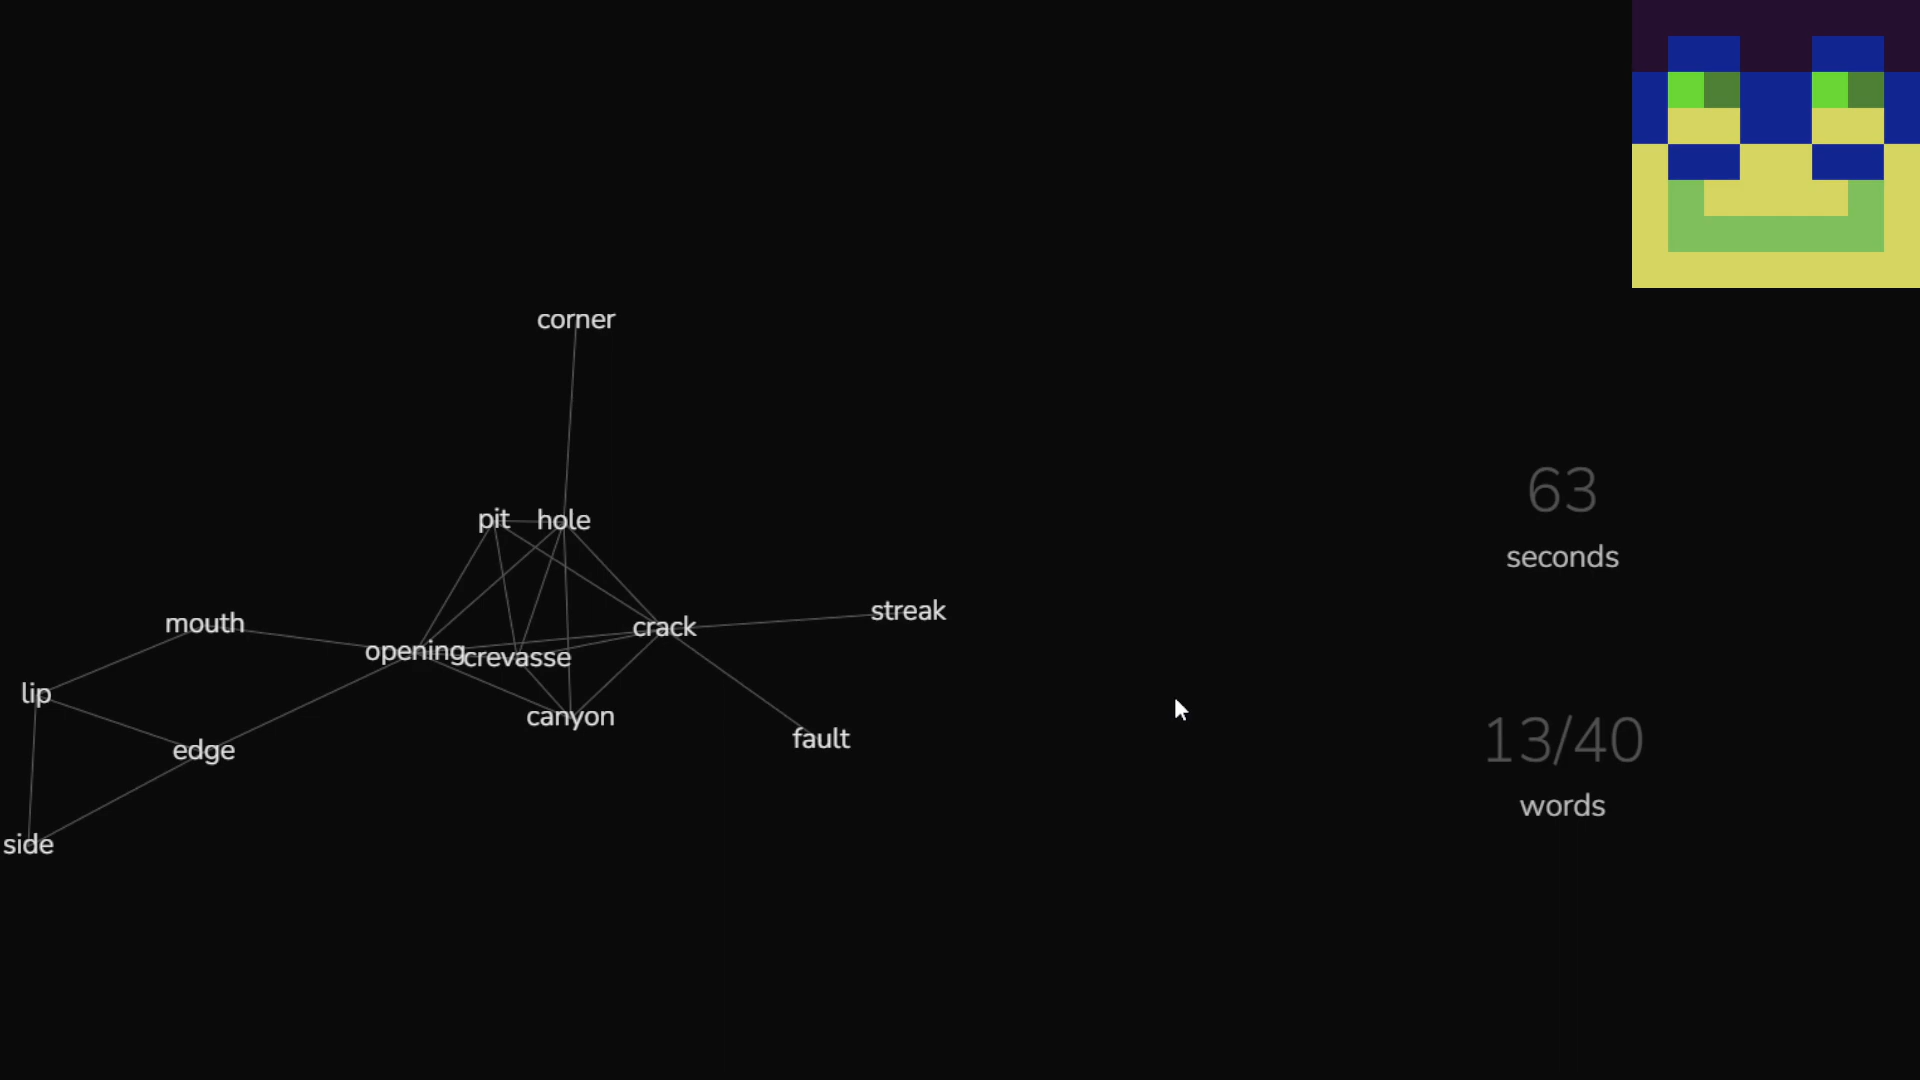 corner
pit
hole
63
seconds
mouth
streak
crack
opening
crevasse
lip
canyon
edge
fault
13/40
words
side